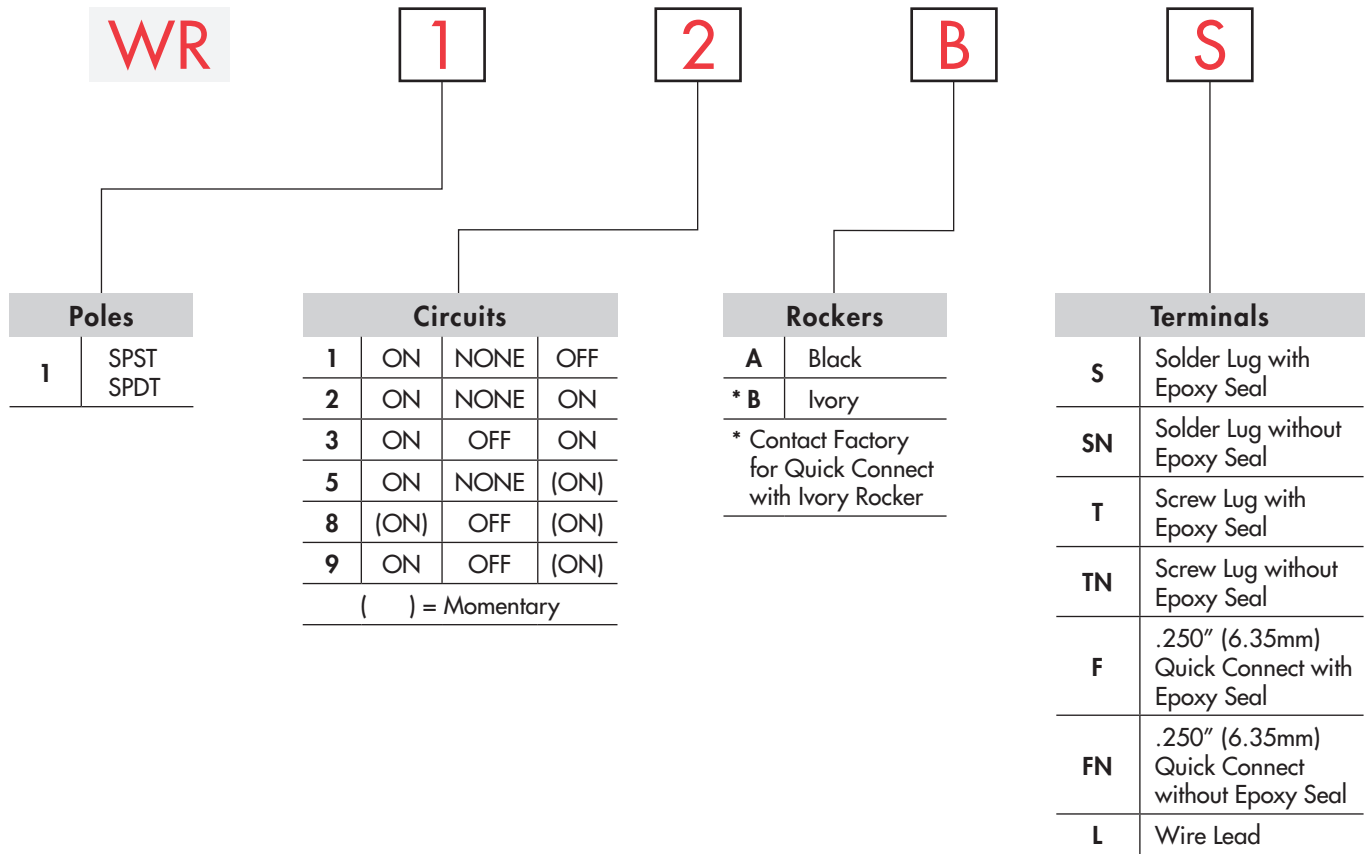 WR 1 2 B S
Poles
1 SPST
SPDT
Circuits
1 ON NONE OFF
2 ON NONE ON
3 ON OFF ON
5 ON NONE (ON)
8 (ON) OFF (ON)
9 ON OFF (ON)
( ) = Momentary
Rockers
A Black
* B Ivory
* Contact Factory
for Quick Connect
with Ivory Rocker
Terminals
S Solder Lug with
Epoxy Seal
SN Solder Lug without
Epoxy Seal
T Screw Lug with
Epoxy Seal
TN Screw Lug without
Epoxy Seal
F .250" (6.35mm)
Quick Connect with
Epoxy Seal
FN .250" (6.35mm)
Quick Connect
without Epoxy Seal
L Wire Lead